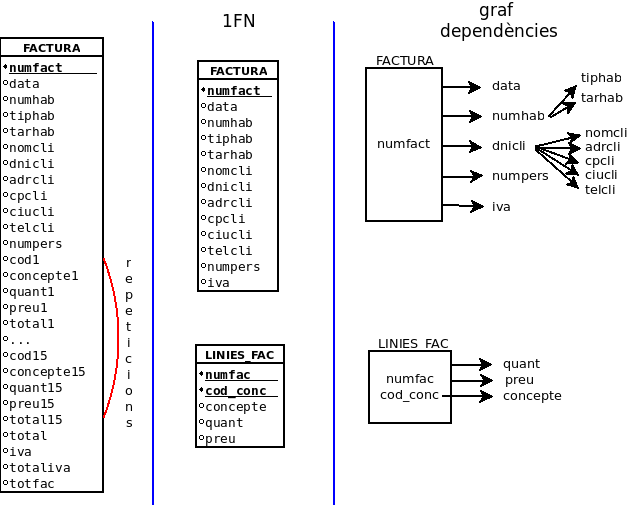 FACTURA
numfact
data
numhab
tiphab
tarhab
nomcli
dnicli
adrcli
cpcli
ciucli
telcli
numpers
cod1
concepte1
quant1
preu1
total1
...
cod15
concepte15
quant15
preu15
total15
total
iva
totaliva
totfac
repeticions
1FN
FACTURA
numfact
data
numhab
tiphab
tarhab
nomcli
dnicli
adrcli
cpcli
ciucli
telcli
numpers
iva
LINIES_FAC
numfac
cod_conc
concepte
quant
preu
graf
dependències
FACTURA
numfact
data
numhab
dnicli
numpers
iva
tiphab
tarhab
nomcli
adrcli
cpcli
ciucli
telcli
LINIES_FAC
numfac
cod_conc
quant
preu
concepte